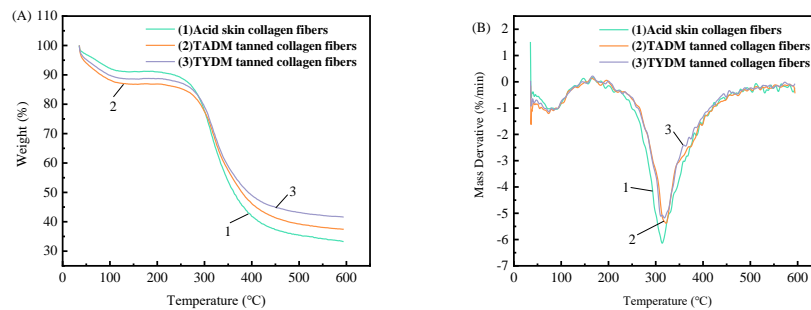 (A)
(1)Acid skin collagen fibers
(2)TADM tanned collagen fibers
(3)TYDM tanned collagen fibers
110
100
90
80
70
60
50
40
30
2
3
1
0 100 200 300 400 500 600
Weight (%)
Temperature (℃)
(B)
(1)Acid skin collagen fibers
(2)TADM tanned collagen fibers
(3)TYDM tanned collagen fibers
2
1
0
-1
-2
-3
-4
-5
-6
-7
3
1
2
0 100 200 300 400 500 600
Mass Dervative (%/min)
Temperature (℃)